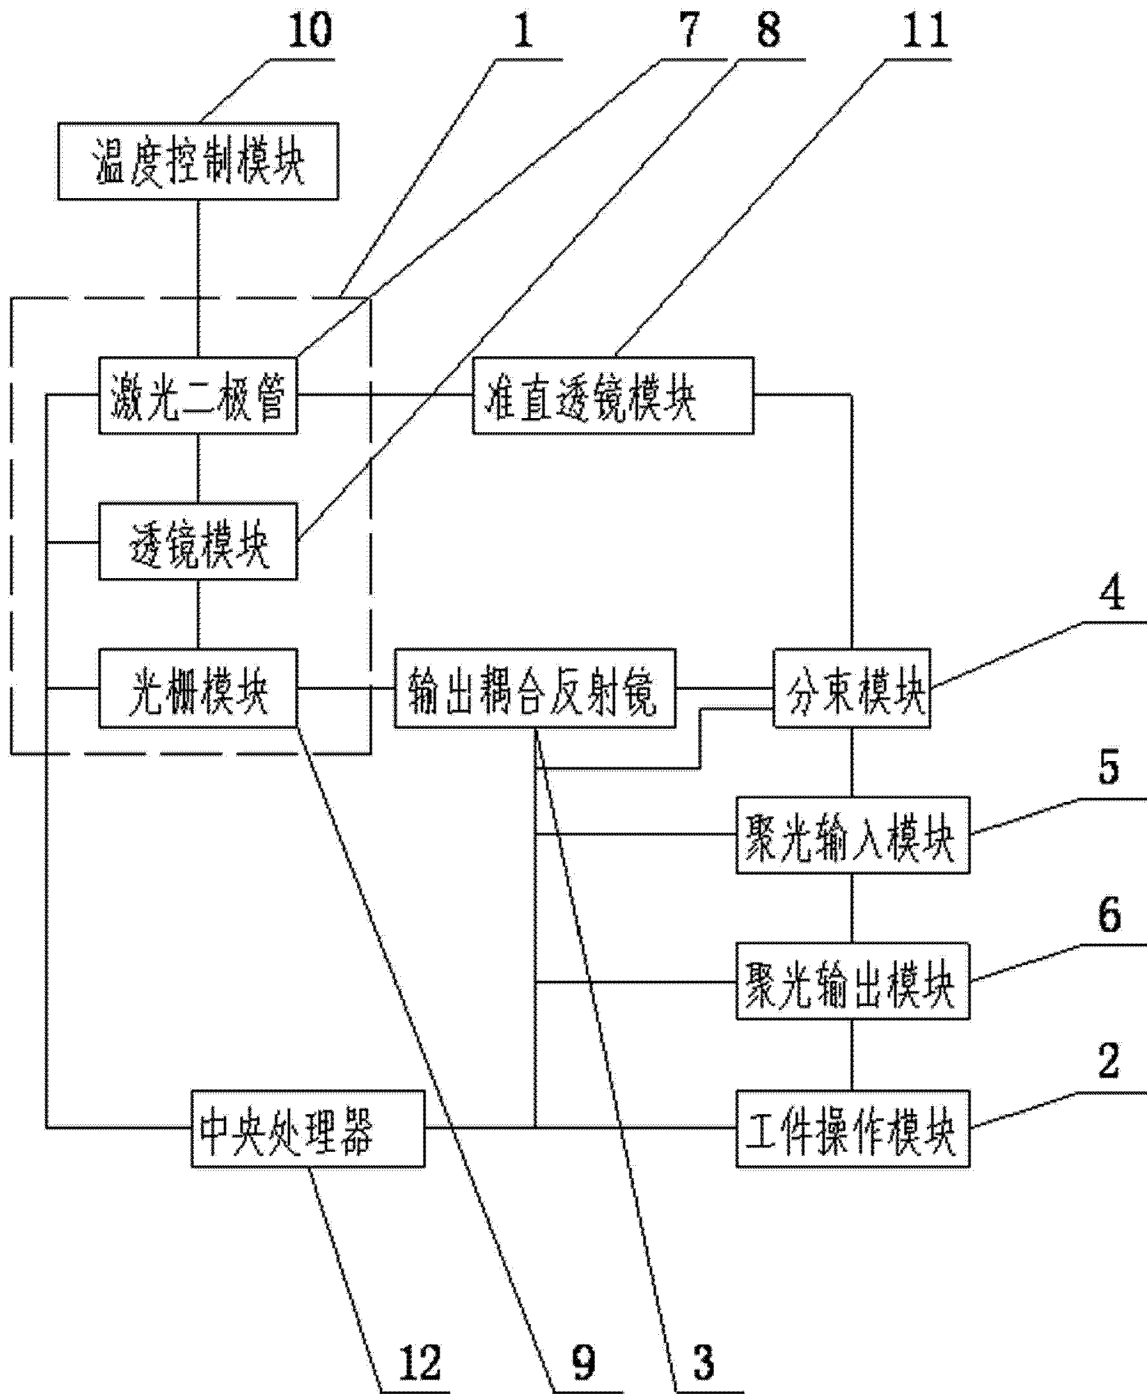 10 1 7 8 11
温度控制模块
激光二极管 准直透镜模块
透镜模块
4
光栅模块 输出耦合反射镜 分束模块
5
聚光输入模块
6
聚光输出模块
2
中央处理器 工件操作模块
12 9 3